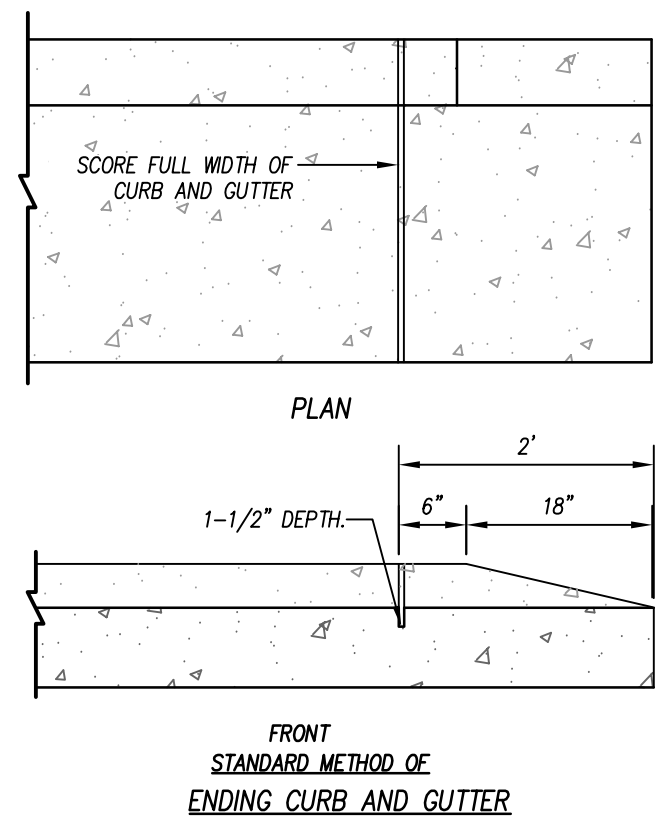 SCORE FULL WIDTH OF
CURB AND GUTTER
PLAN
2'
6"
18"
1-1/2" DEPTH.
FRONT
STANDARD METHOD OF
ENDING CURB AND GUTTER